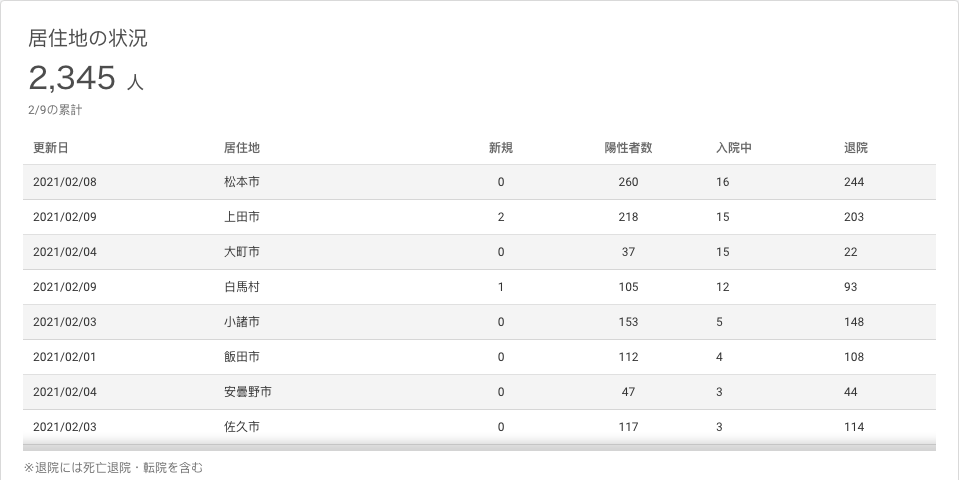 居住地の状況
2,345 人
2/9の累計
更新日 居住地 新規 陽性者数 入院中 退院
2021/02/08 松本市 0 260 16 244
2021/02/09 上田市 2 218 15 203
2021/02/04 大町市 0 37 15 22
2021/02/09 白馬村 1 105 12 93
2021/02/03 小諸市 0 153 5 148
2021/02/01 飯田市 0 112 4 108
2021/02/04 安曇野市 0 47 3 44
2021/02/03 佐久市 0 117 3 114
※退院には死亡退院・転院を含む